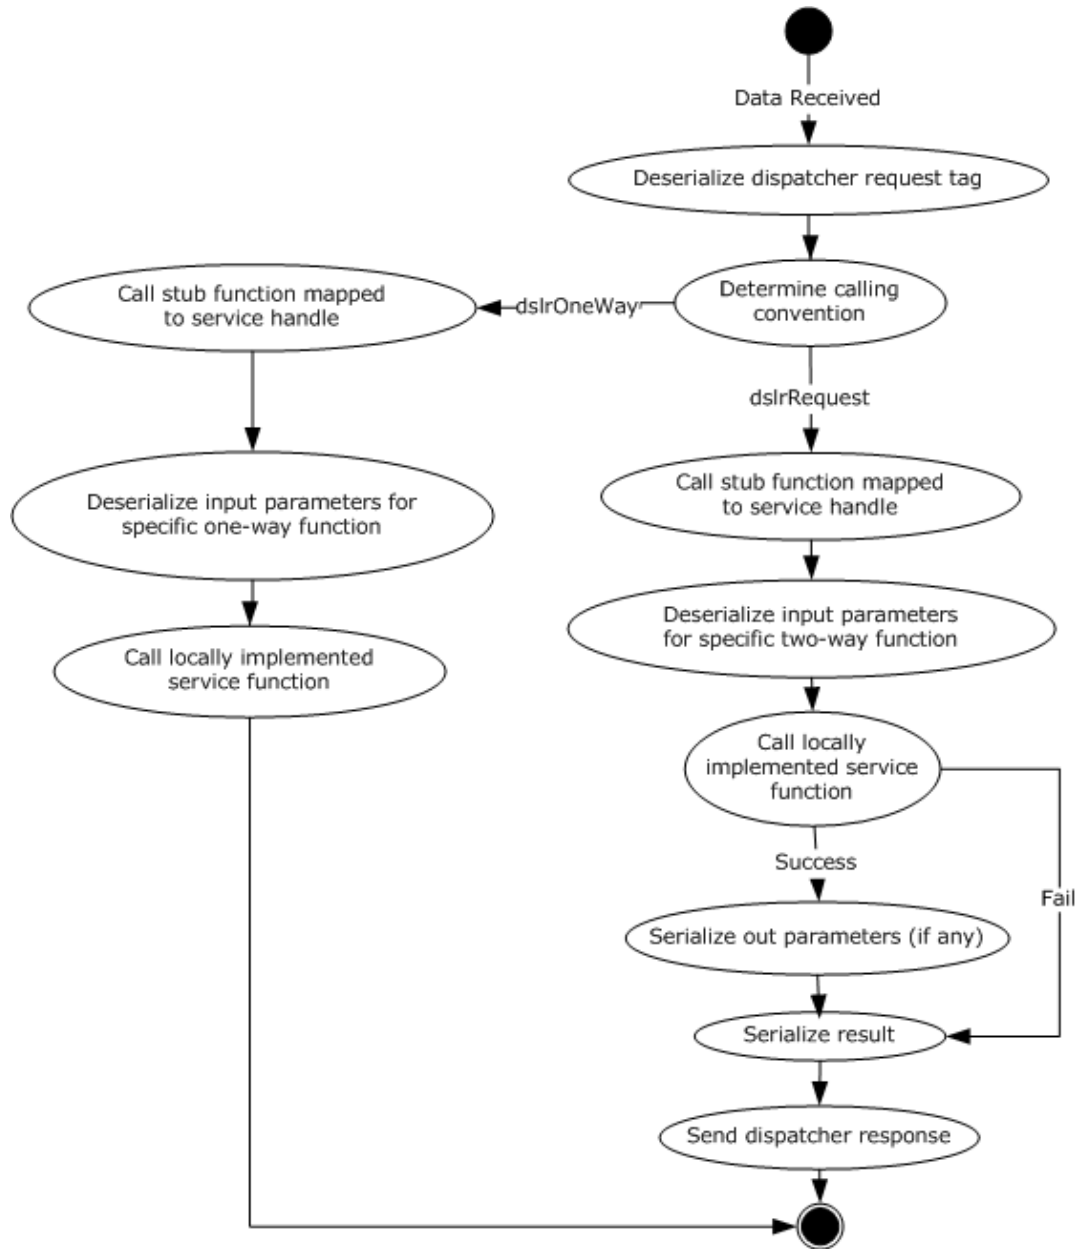 Data Received
Deserialize dispatcher request tag
Determine calling
convention
dslrOneWay
Call stub function mapped
to service handle
Deserialize input parameters for
specific one-way function
Call locally implemented
service function
dslrRequest
Call stub function mapped
to service handle
Deserialize input parameters
for specific two-way function
Call locally
implemented service
function
Success
Fail
Serialize out parameters (if any)
Serialize result
Send dispatcher response